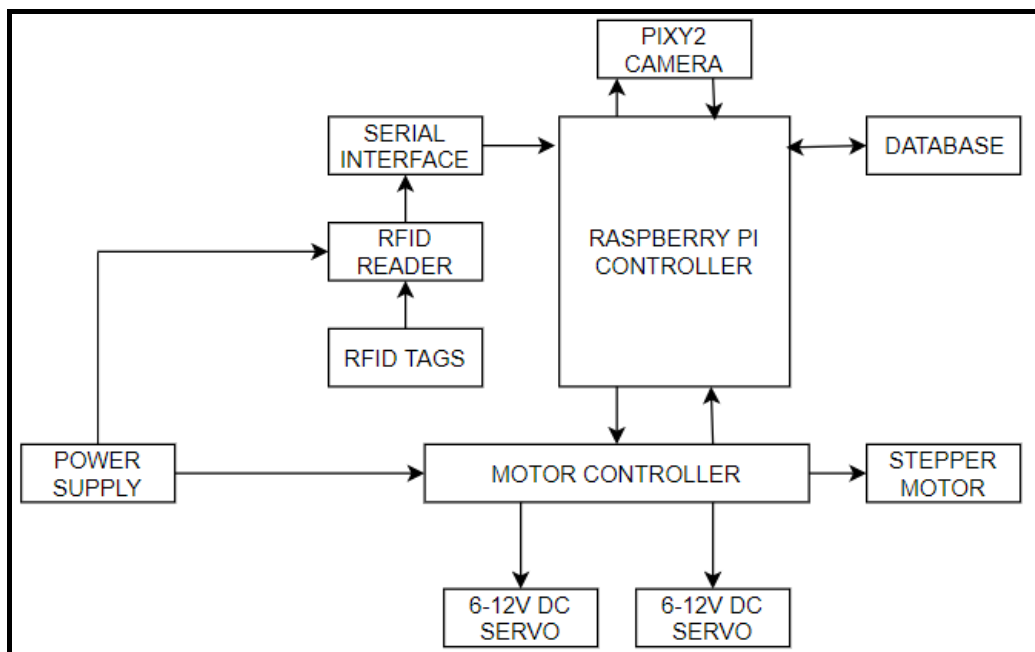 PIXY2
CAMERA
SERIAL
INTERFACE
DATABASE
RFID
READER
RASPBERRY PI
CONTROLLER
RFID TAGS
POWER
SUPPLY
MOTOR CONTROLLER
STEPPER
MOTOR
6-12V DC
SERVO
6-12V DC
SERVO